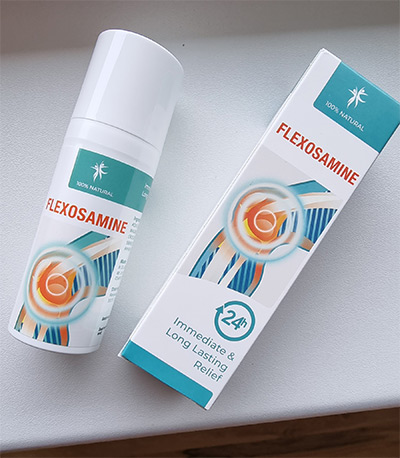 100% NATURAL
FLEXOSAMINE
100% NATURAL
FLEXOSAMINE
24h
Immediate &
Long Lasting
Relief